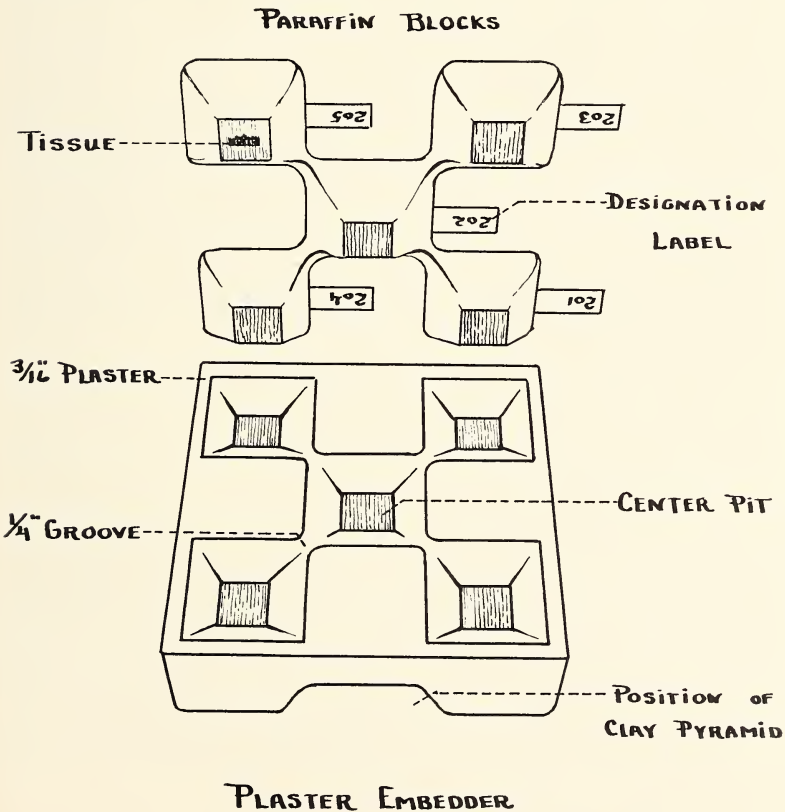 PARAFFIN BLOCKS
205
203
TISSUE
202
DESIGNATION
LABEL
204
201
3/16" PLASTER
CENTER PIT
1/4" GROOVE
POSITION OF
CLAY PYRAMID
PLASTER EMBEDDER